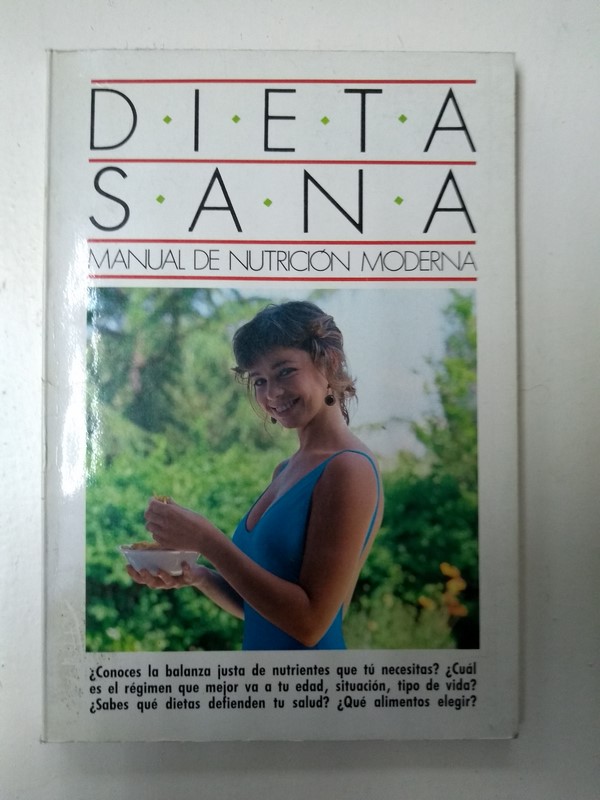 D·I·E·T·A
S·A·N·A
MANUAL DE NUTRICIÓN MODERNA
¿Conoces la balanza justa de nutrientes que tú necesitas? ¿Cuál
es el régimen que mejor va a tu edad, situación, tipo de vida?
¿Sabes qué dietas defienden tu salud? ¿Qué alimentos elegir?